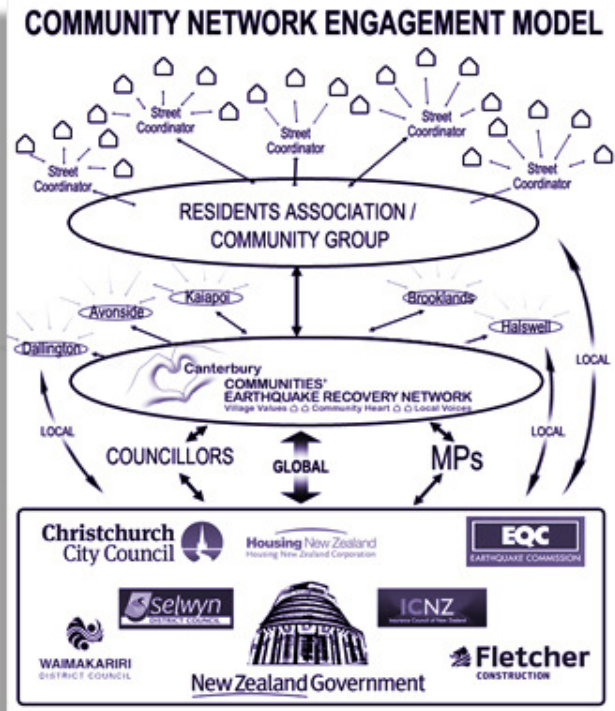 COMMUNITY NETWORK ENGAGEMENT MODEL
Street
Coordinator
Street
Coordinator
Street
Coordinator
Street
Coordinator
Street
Coordinator
RESIDENTS ASSOCIATION /
COMMUNITY GROUP
Kaiapoi
Brooklands
Avonside
Halswell
Dallington
Canterbury
COMMUNITIES'
EARTHQUAKE RECOVERY NETWORK
Village Values Community Heart Local Voices
LOCAL
LOCAL
LOCAL
COUNCILLORS
GLOBAL
MPs
Christchurch
City Council
Housing New Zealand
Housing New Zealand Corporation
EQC
EARTHQUAKE COMMISSION
Selwyn
DISTRICT COUNCIL
ICNZ
Insurance Council of New Zealand
WAIMAKARIRI
DISTRICT COUNCIL
New Zealand Government
Fletcher
CONSTRUCTION